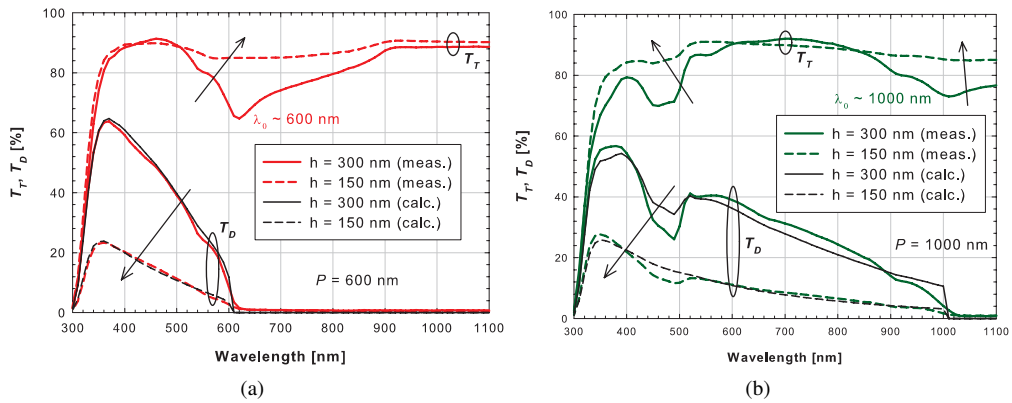 100
80
60
40
20
0
300 400 500 600 700 800 900 1000 1100
T_T, T_D [%]
Wavelength [nm]
T_T
λ_0 ~ 600 nm
h = 300 nm (meas.)
h = 150 nm (meas.)
h = 300 nm (calc.)
h = 150 nm (calc.)
T_D
P = 600 nm
(a)
100
80
60
40
20
0
300 400 500 600 700 800 900 1000 1100
T_T, T_D [%]
Wavelength [nm]
T_T
λ_0 ~ 1000 nm
h = 300 nm (meas.)
h = 150 nm (meas.)
h = 300 nm (calc.)
h = 150 nm (calc.)
T_D
P = 1000 nm
(b)